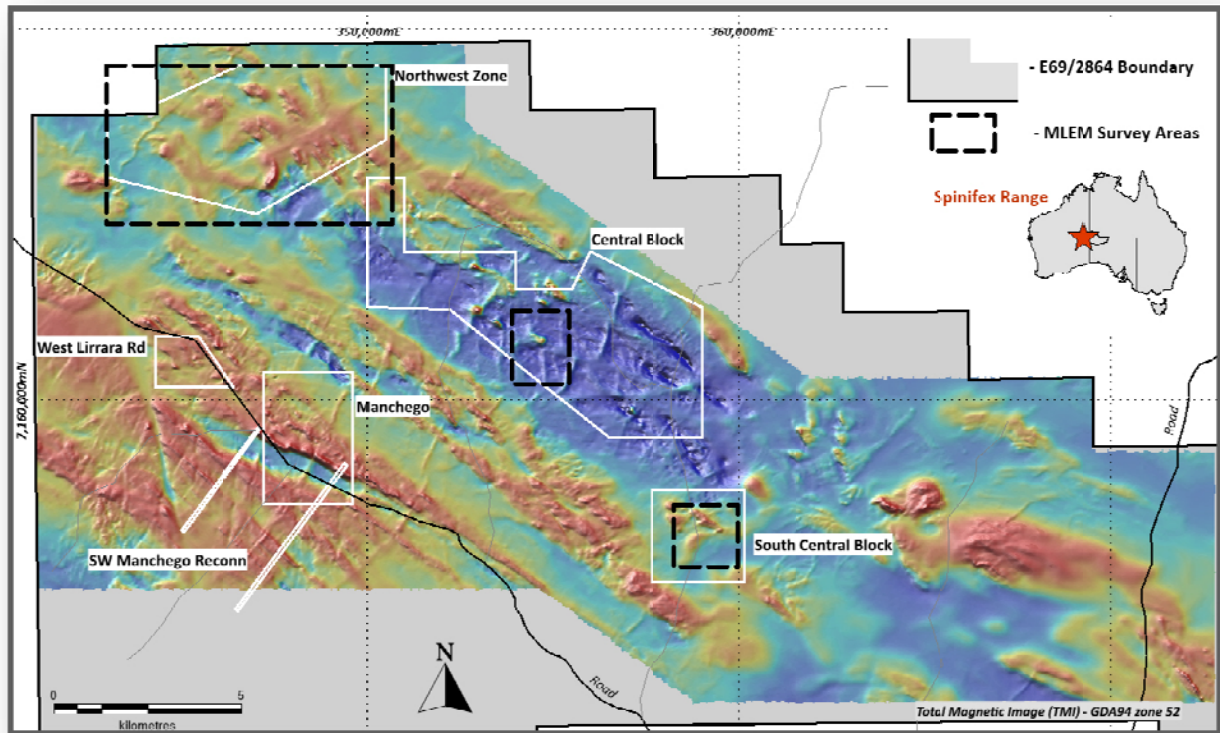 350,000mE
360,000mE
Northwest Zone
- E69/2864 Boundary
- MLEM Survey Areas
Spinifex Range
Central Block
West Lirrara Rd
Manchego
7,160,000mN
Road
South Central Block
SW Manchego Reconn
N
Road
0 5
kilometres
Total Magnetic Image (TMI) - GDA94 zone 52